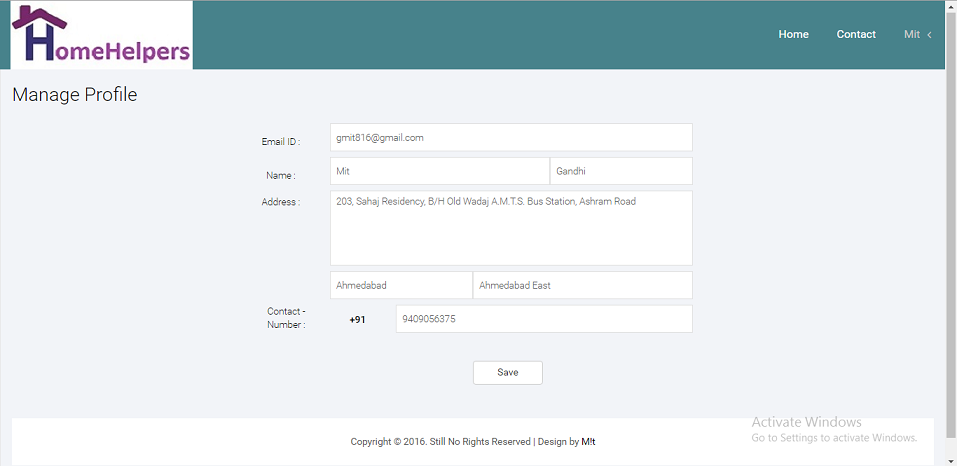 HomeHelpers
Home Contact Mit <
Manage Profile
Email ID : gmit816@gmail.com
Name : Mit Gandhi
Address : 203, Sahaj Residency, B/H Old Wadaj A.M.T.S. Bus Station, Ashram Road
Ahmedabad Ahmedabad East
Contact -
Number : +91 9409056375
Save
Activate Windows
Go to Settings to activate Windows.
Copyright © 2016. Still No Rights Reserved | Design by M!t